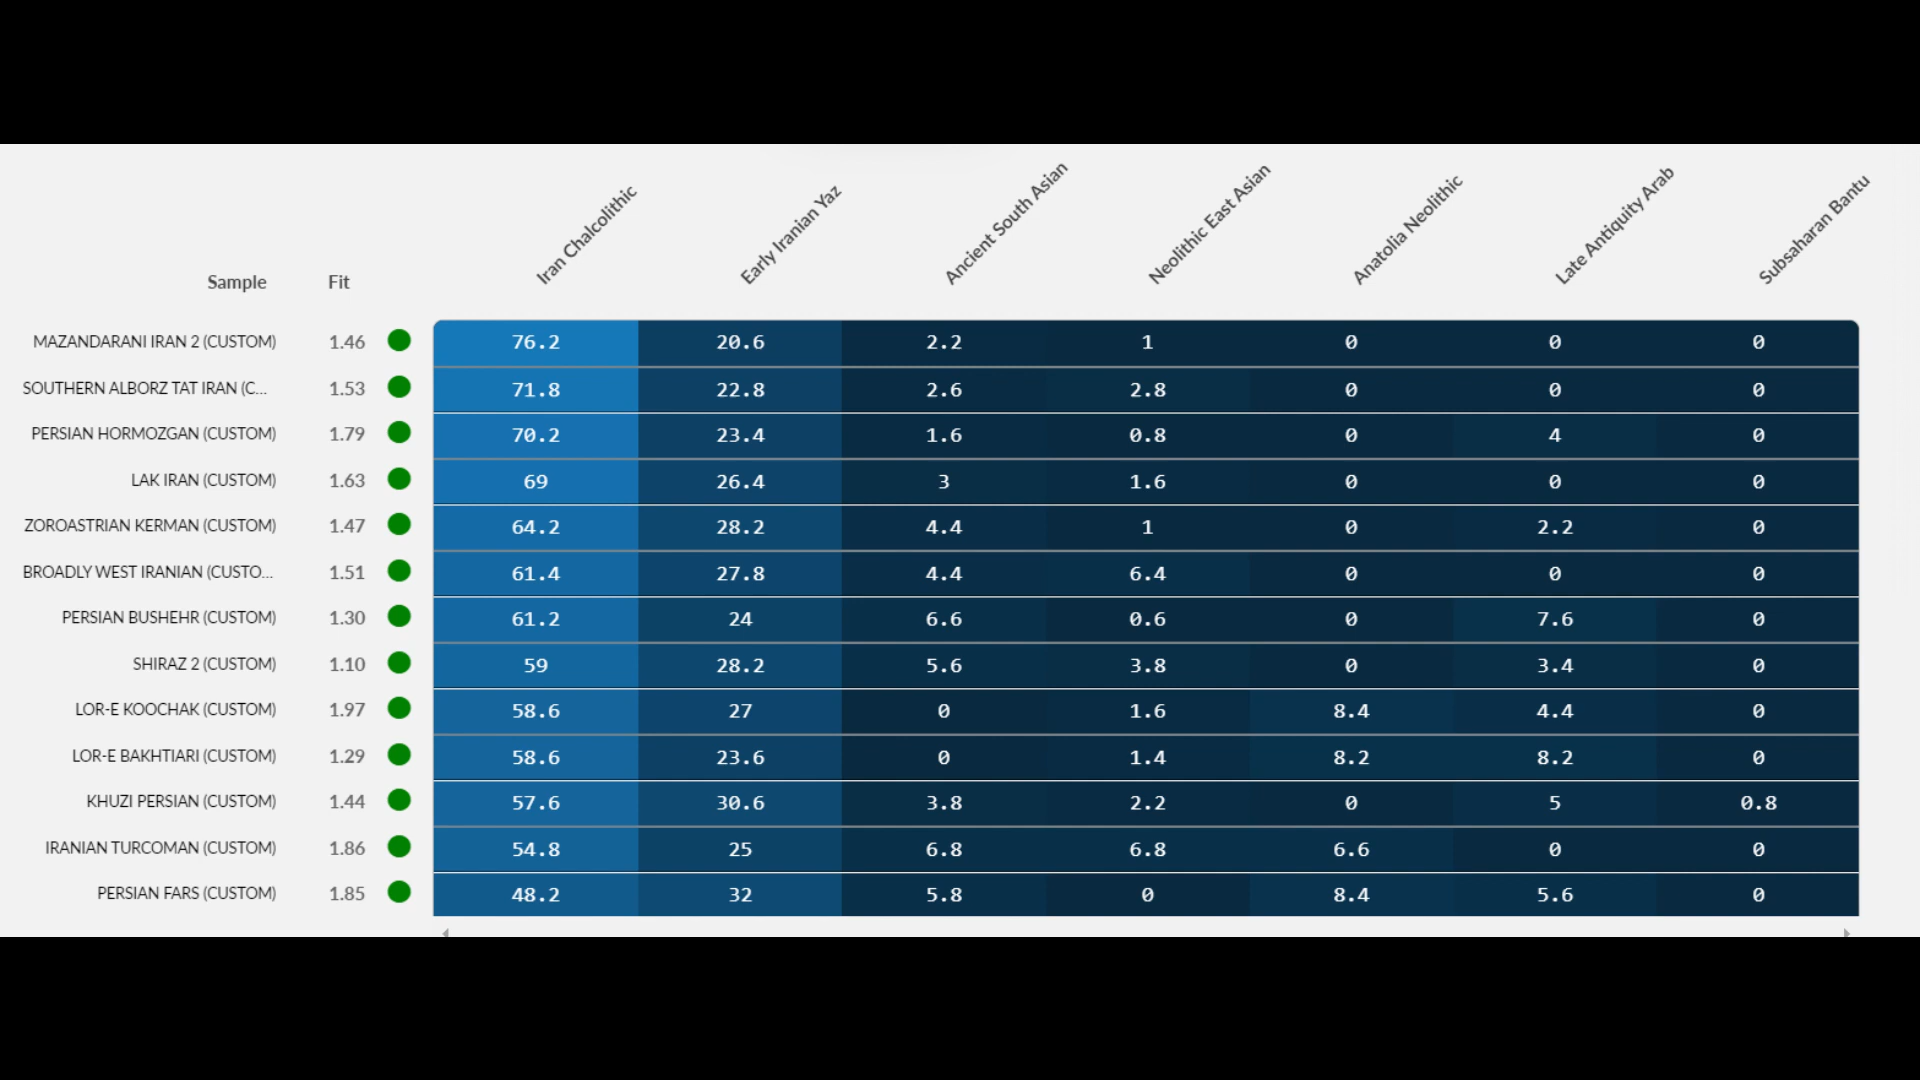 Iran Chalcolithic
Early Iranian Yaz
Ancient South Asian
Neolithic East Asian
Anatolia Neolithic
Late Antiquity Arab
Subsaharan Bantu
Sample Fit
MAZANDARANI IRAN 2 (CUSTOM) 1.46 76.2 20.6 2.2 1 0 0 0
SOUTHERN ALBORZ TAT IRAN (C... 1.53 71.8 22.8 2.6 2.8 0 0 0
PERSIAN HORMOZGAN (CUSTOM) 1.79 70.2 23.4 1.6 0.8 0 4 0
LAK IRAN (CUSTOM) 1.63 69 26.4 3 1.6 0 0 0
ZOROASTRIAN KERMAN (CUSTOM) 1.47 64.2 28.2 4.4 1 0 2.2 0
BROADLY WEST IRANIAN (CUSTO... 1.51 61.4 27.8 4.4 6.4 0 0 0
PERSIAN BUSHEHR (CUSTOM) 1.30 61.2 24 6.6 0.6 0 7.6 0
SHIRAZ 2 (CUSTOM) 1.10 59 28.2 5.6 3.8 0 3.4 0
LOR-E KOOCHAK (CUSTOM) 1.97 58.6 27 0 1.6 8.4 4.4 0
LOR-E BAKHTIARI (CUSTOM) 1.29 58.6 23.6 0 1.4 8.2 8.2 0
KHUZI PERSIAN (CUSTOM) 1.44 57.6 30.6 3.8 2.2 0 5 0.8
IRANIAN TURCOMAN (CUSTOM) 1.86 54.8 25 6.8 6.8 6.6 0 0
PERSIAN FARS (CUSTOM) 1.85 48.2 32 5.8 0 8.4 5.6 0